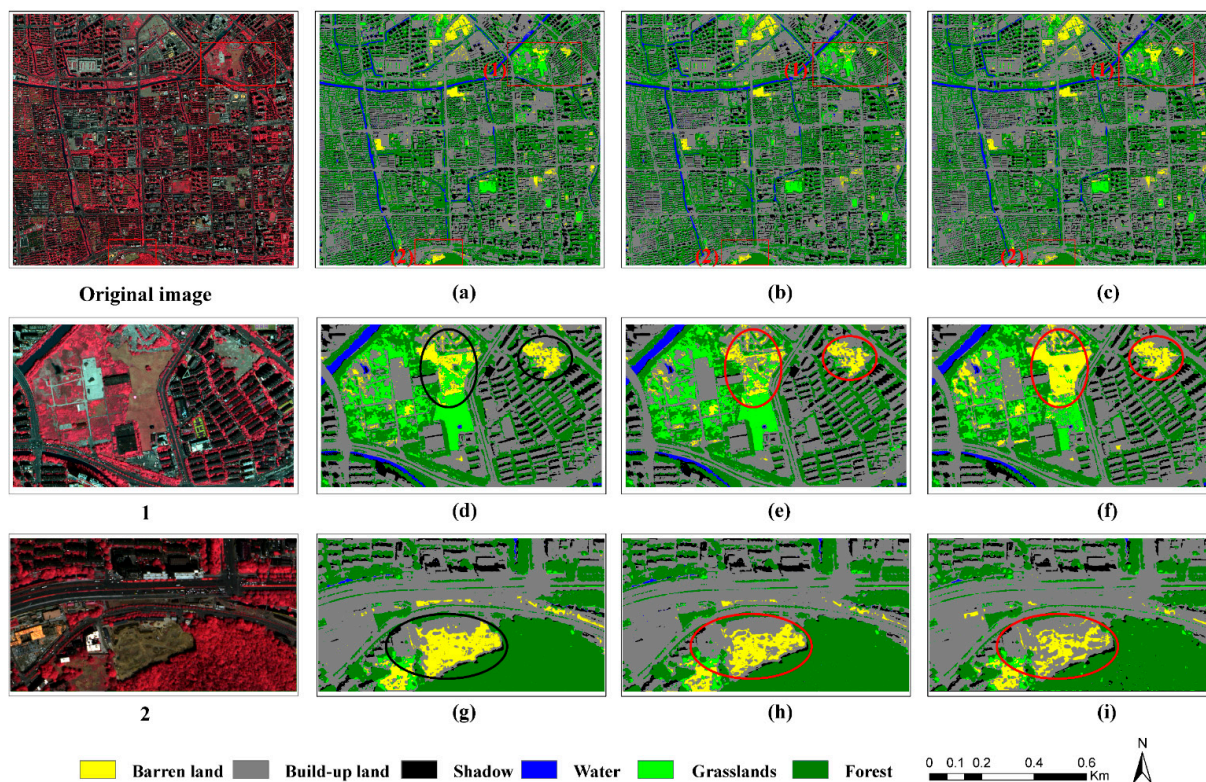 (1) (1) (1)
(2) (2) (2)
Original image (a) (b) (c)
1 (d) (e) (f)
2 (g) (h) (i)
Barren land Build-up land Shadow Water Grasslands Forest
0 0.1 0.2 0.4 0.6
Km
N